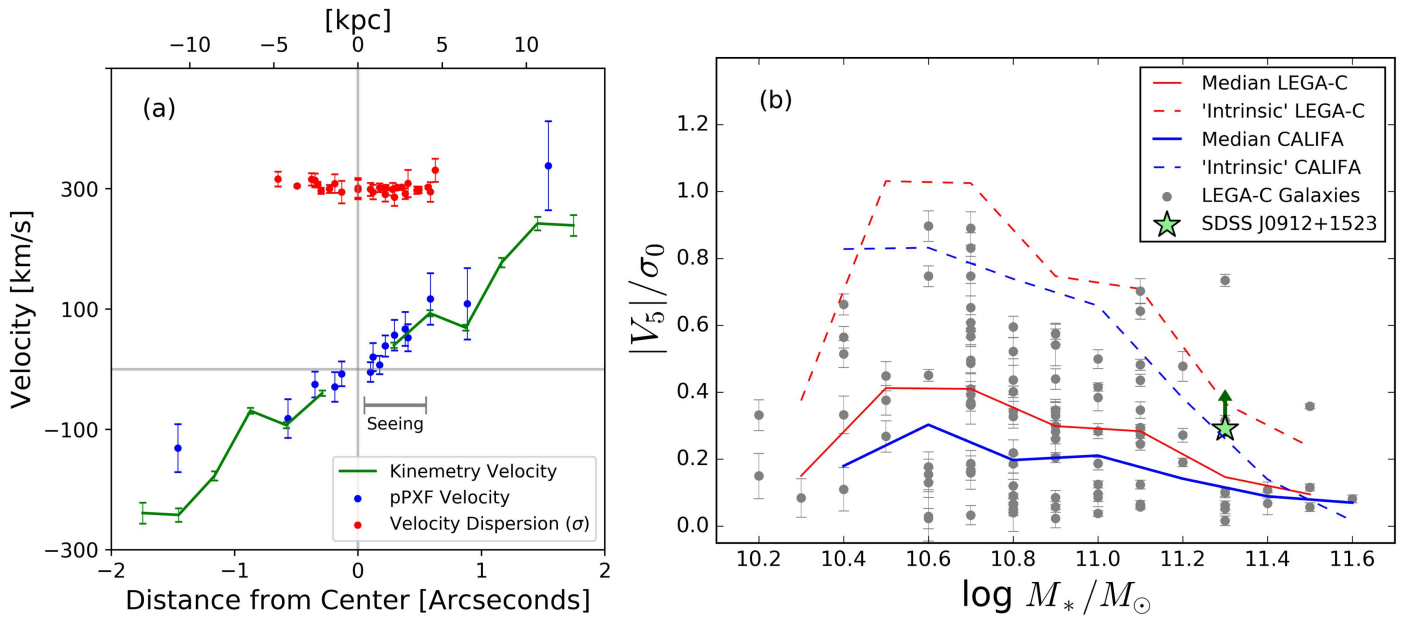 [kpc]
−10 −5 0 5 10
(a)
Velocity [km/s]
300
100
−100
−300
Seeing
Kinemetry Velocity
pPXF Velocity
Velocity Dispersion (σ)
−2 −1 0 1 2
Distance from Center [Arcseconds]
(b)
Median LEGA-C
'Intrinsic' LEGA-C
Median CALIFA
'Intrinsic' CALIFA
LEGA-C Galaxies
SDSS J0912+1523
|V₅|/σ₀
1.2
1.0
0.8
0.6
0.4
0.2
0.0
10.2 10.4 10.6 10.8 11.0 11.2 11.4 11.6
log M*/M⊙